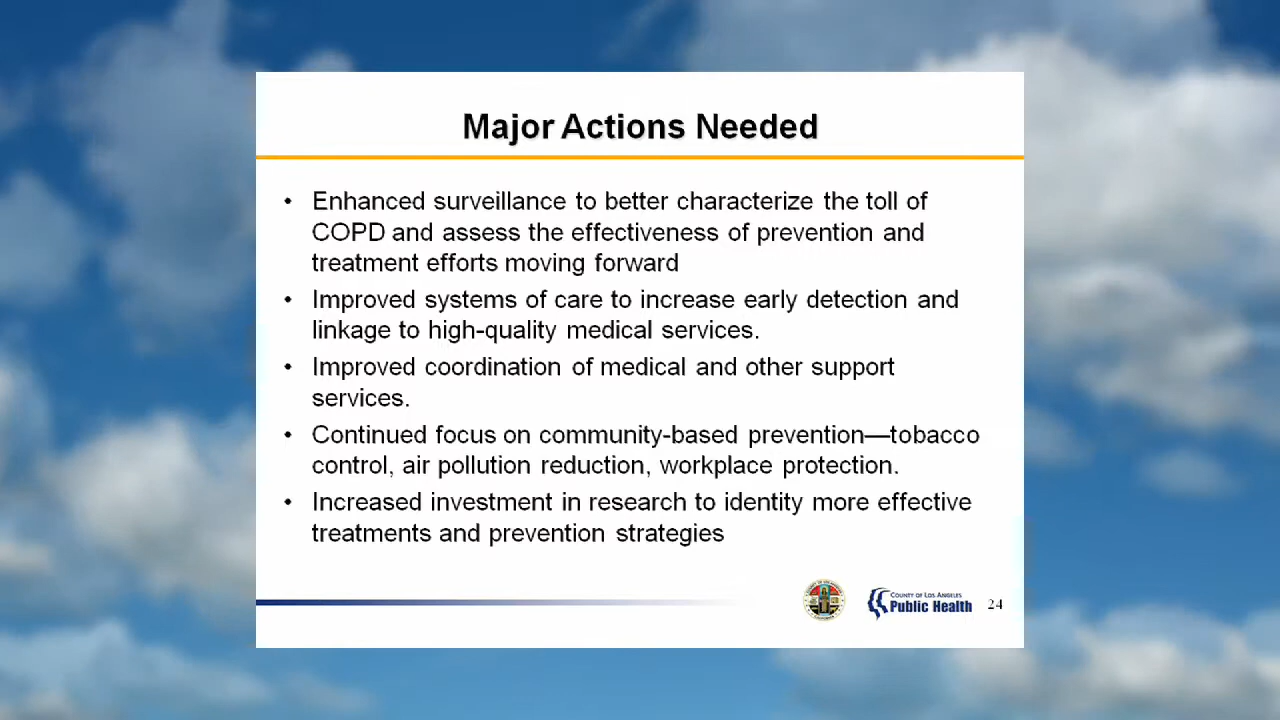 Major Actions Needed
• Enhanced surveillance to better characterize the toll of
COPD and assess the effectiveness of prevention and
treatment efforts moving forward
• Improved systems of care to increase early detection and
linkage to high-quality medical services.
• Improved coordination of medical and other support
services.
• Continued focus on community-based prevention—tobacco
control, air pollution reduction, workplace protection.
• Increased investment in research to identity more effective
treatments and prevention strategies
County of Los Angeles
Public Health
24